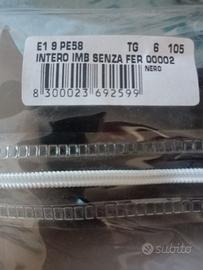 E1 9 PE58 TG 6 105
INTERO IMB SENZA FER 00002
NERO
8 300023 692599
subito